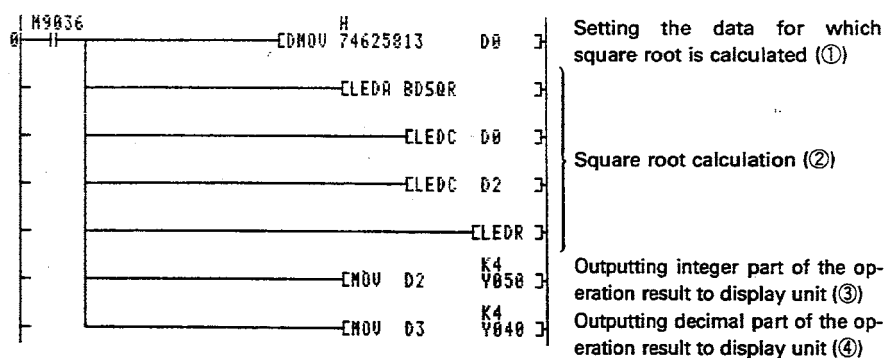 M9036
0
H
DMOV 74625813 D0
Setting the data for which
square root is calculated (①)
LEDA BDSQR
LEDC D0
LEDC D2
Square root calculation (②)
LEDR
K4
MOV D2 Y050
Outputting integer part of the op-
eration result to display unit (③)
K4
MOV D3 Y040
Outputting decimal part of the op-
eration result to display unit (④)